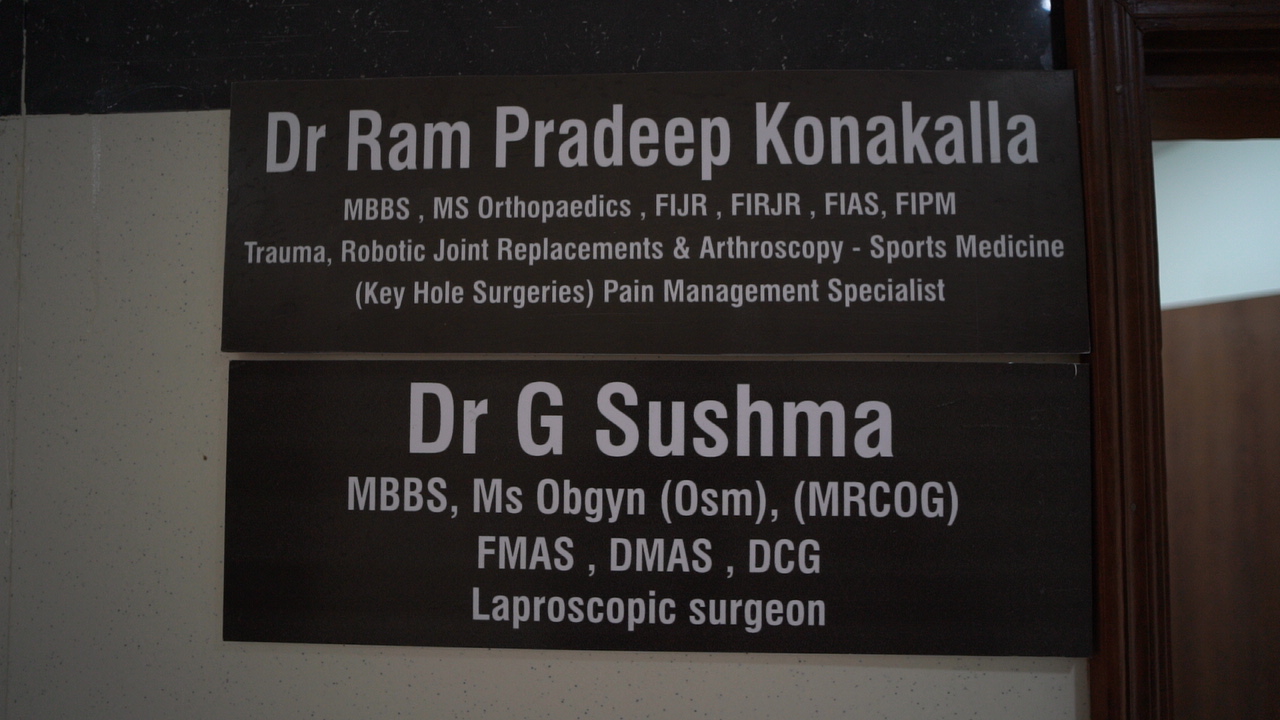 Dr Ram Pradeep Konakalla
MBBS , MS Orthopaedics , FIJR , FIRJR , FIAS, FIPM
Trauma, Robotic Joint Replacements & Arthroscopy - Sports Medicine
(Key Hole Surgeries) Pain Management Specialist
Dr G Sushma
MBBS, Ms Obgyn (Osm), (MRCOG)
FMAS , DMAS , DCG
Laproscopic surgeon